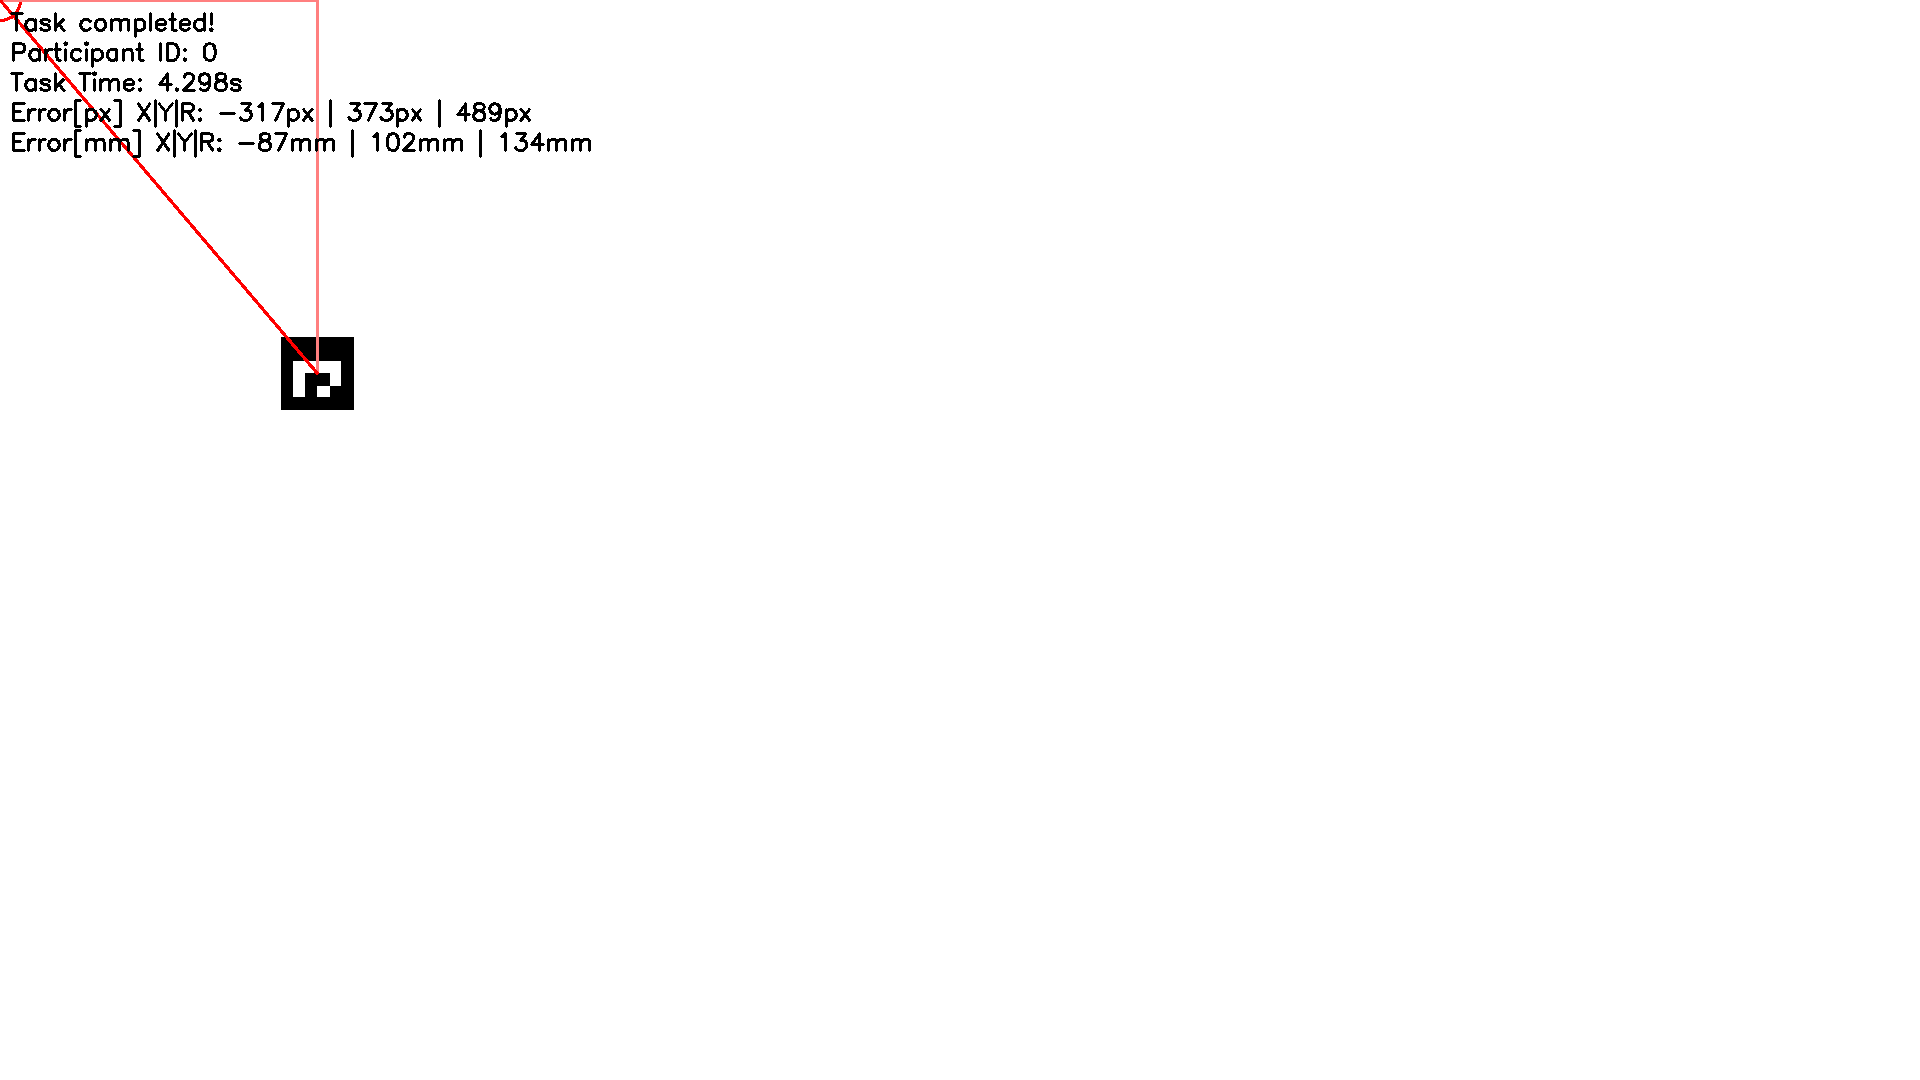 Task completed!
Participant ID: 0
Task Time: 4.298s
Error[px] X|Y|R: -317px | 373px | 489px
Error[mm] X|Y|R: -87mm | 102mm | 134mm